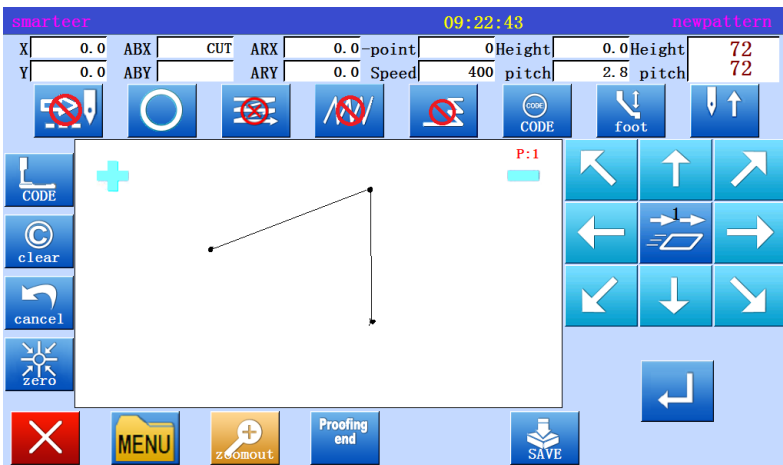 smarteer 09:22:43 newpattern
X 0.0 ABX CUT ARX 0.0 -point 0 Height 0.0 Height 72
Y 0.0 ABY ARY 0.0 Speed 400 pitch 2.8 pitch 72
CODE
CODE
foot
P:1
CODE
1
C
clear
cancel
zero
MENU
zoomout
Proofing
end
SAVE